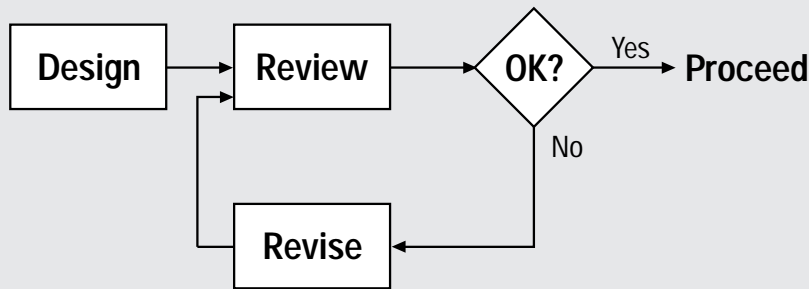 Design
Review
OK?
Yes
Proceed
No
Revise